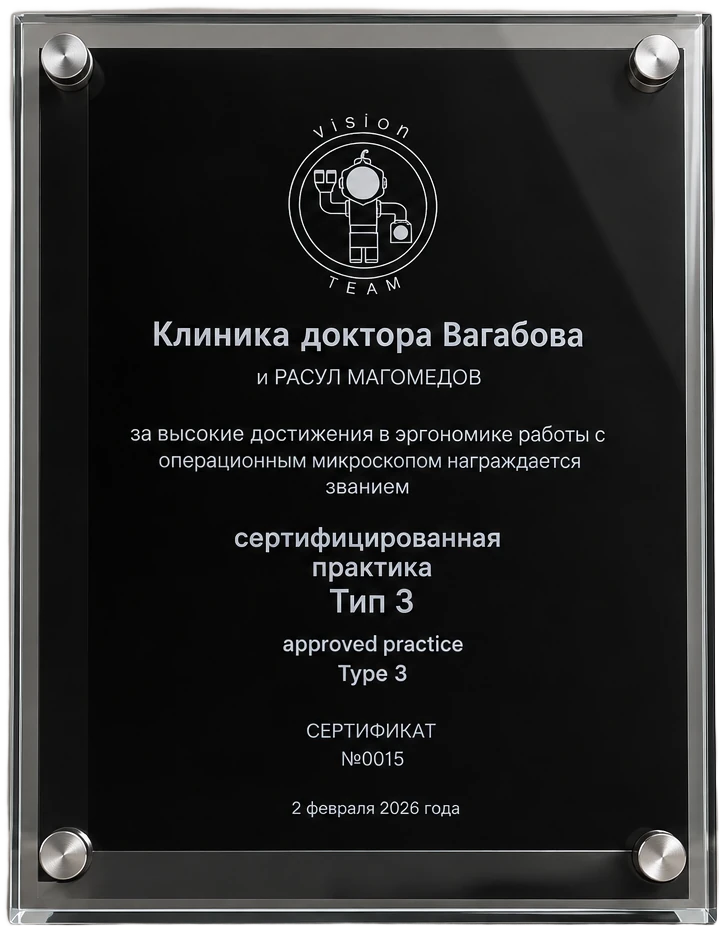 vision
TEAM
Клиника доктора Вагабова
и РАСУЛ МАГОМЕДОВ
за высокие достижения в эргономике работы с
операционным микроскопом награждается
званием
сертифицированная
практика
Тип 3
approved practice
Type 3
СЕРТИФИКАТ
№0015
2 февраля 2026 года